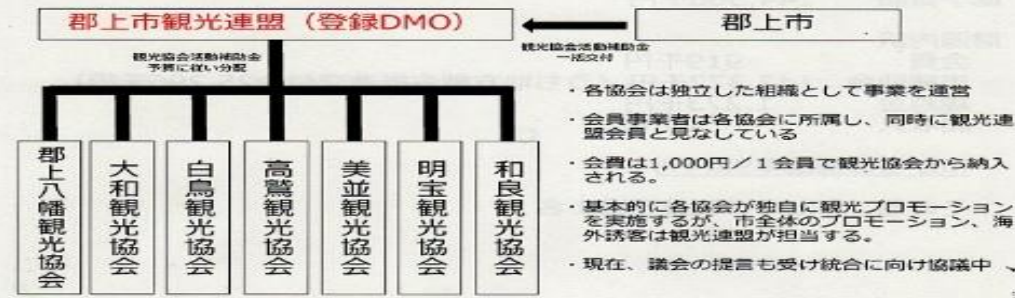 郡上市観光連盟（登録DMO）
郡上市
観光協会活動補助金
一括交付
観光協会活動補助金
予算に従い分配
郡上八幡観光協会
大和観光協会
白鳥観光協会
高鷲観光協会
美並観光協会
明宝観光協会
和良観光協会
・各協会は独立した組織として事業を運営
・会員事業者は各協会に所属し、同時に観光連
盟会員と見なしている
・会費は1,000円／１会員で観光協会から納入
される。
・基本的に各協会が独自に観光プロモーション
を実施するが、市全体のプロモーション、海
外誘客は観光連盟が担当する。
・現在、議会の提言も受け統合に向け協議中